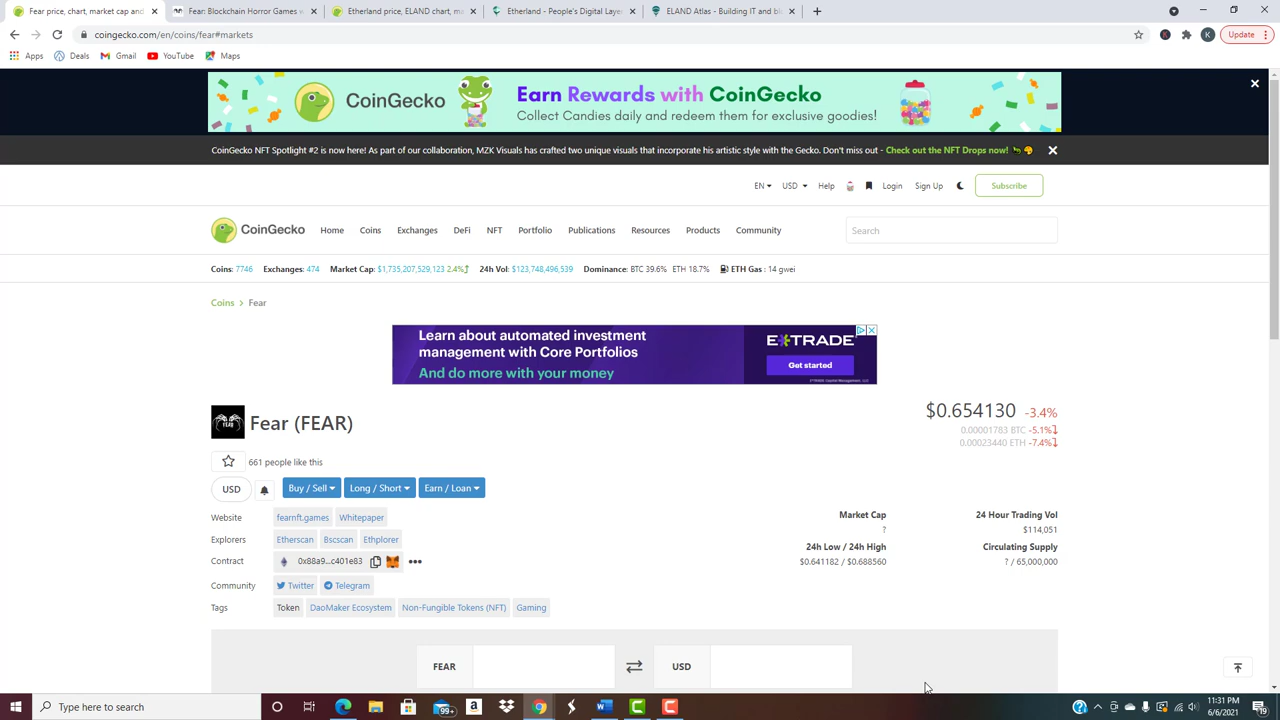 Fear price, chart, market cap and
Fear: Blockchain Horror Games w
Etherland price, ELAND chart, ma
Etherland - People's Digital Layer
ELAND Atlas - Building IT and bl
coingecko.com/en/coins/fear#markets
K
Update
Apps
Deals
Gmail
YouTube
Maps
CoinGecko
Earn Rewards with CoinGecko
Collect Candies daily and redeem them for exclusive goodies!
CoinGecko NFT Spotlight #2 is now here! As part of our collaboration, MZK Visuals has crafted two unique visuals that incorporate his artistic style with the Gecko. Don't miss out - Check out the NFT Drops now!
EN USD Help Login Sign Up Subscribe
CoinGecko Home Coins Exchanges DeFi NFT Portfolio Publications Resources Products Community Search
Coins: 7746 Exchanges: 474 Market Cap: $1,735,207,529,123 2.4% 24h Vol: $123,748,496,539 Dominance: BTC 39.6% ETH 18.7% ETH Gas : 14 gwei
Coins > Fear
Learn about automated investment
management with Core Portfolios
And do more with your money
E*TRADE
Get started
FEAR
Fear (FEAR)
$0.654130 -3.4%
0.00001783 BTC -5.1%
0.00023440 ETH -7.4%
661 people like this
USD Buy / Sell Long / Short Earn / Loan
Website fearnft.games Whitepaper
Explorers Etherscan Bscscan Ethplorer
Contract 0x88a9...c401e83
Community Twitter Telegram
Tags Token DaoMaker Ecosystem Non-Fungible Tokens (NFT) Gaming
Market Cap
?
24 Hour Trading Vol
$114,051
24h Low / 24h High
$0.641182 / $0.688560
Circulating Supply
? / 65,000,000
FEAR USD
Type here to search
99+
11:31 PM
6/6/2021
19